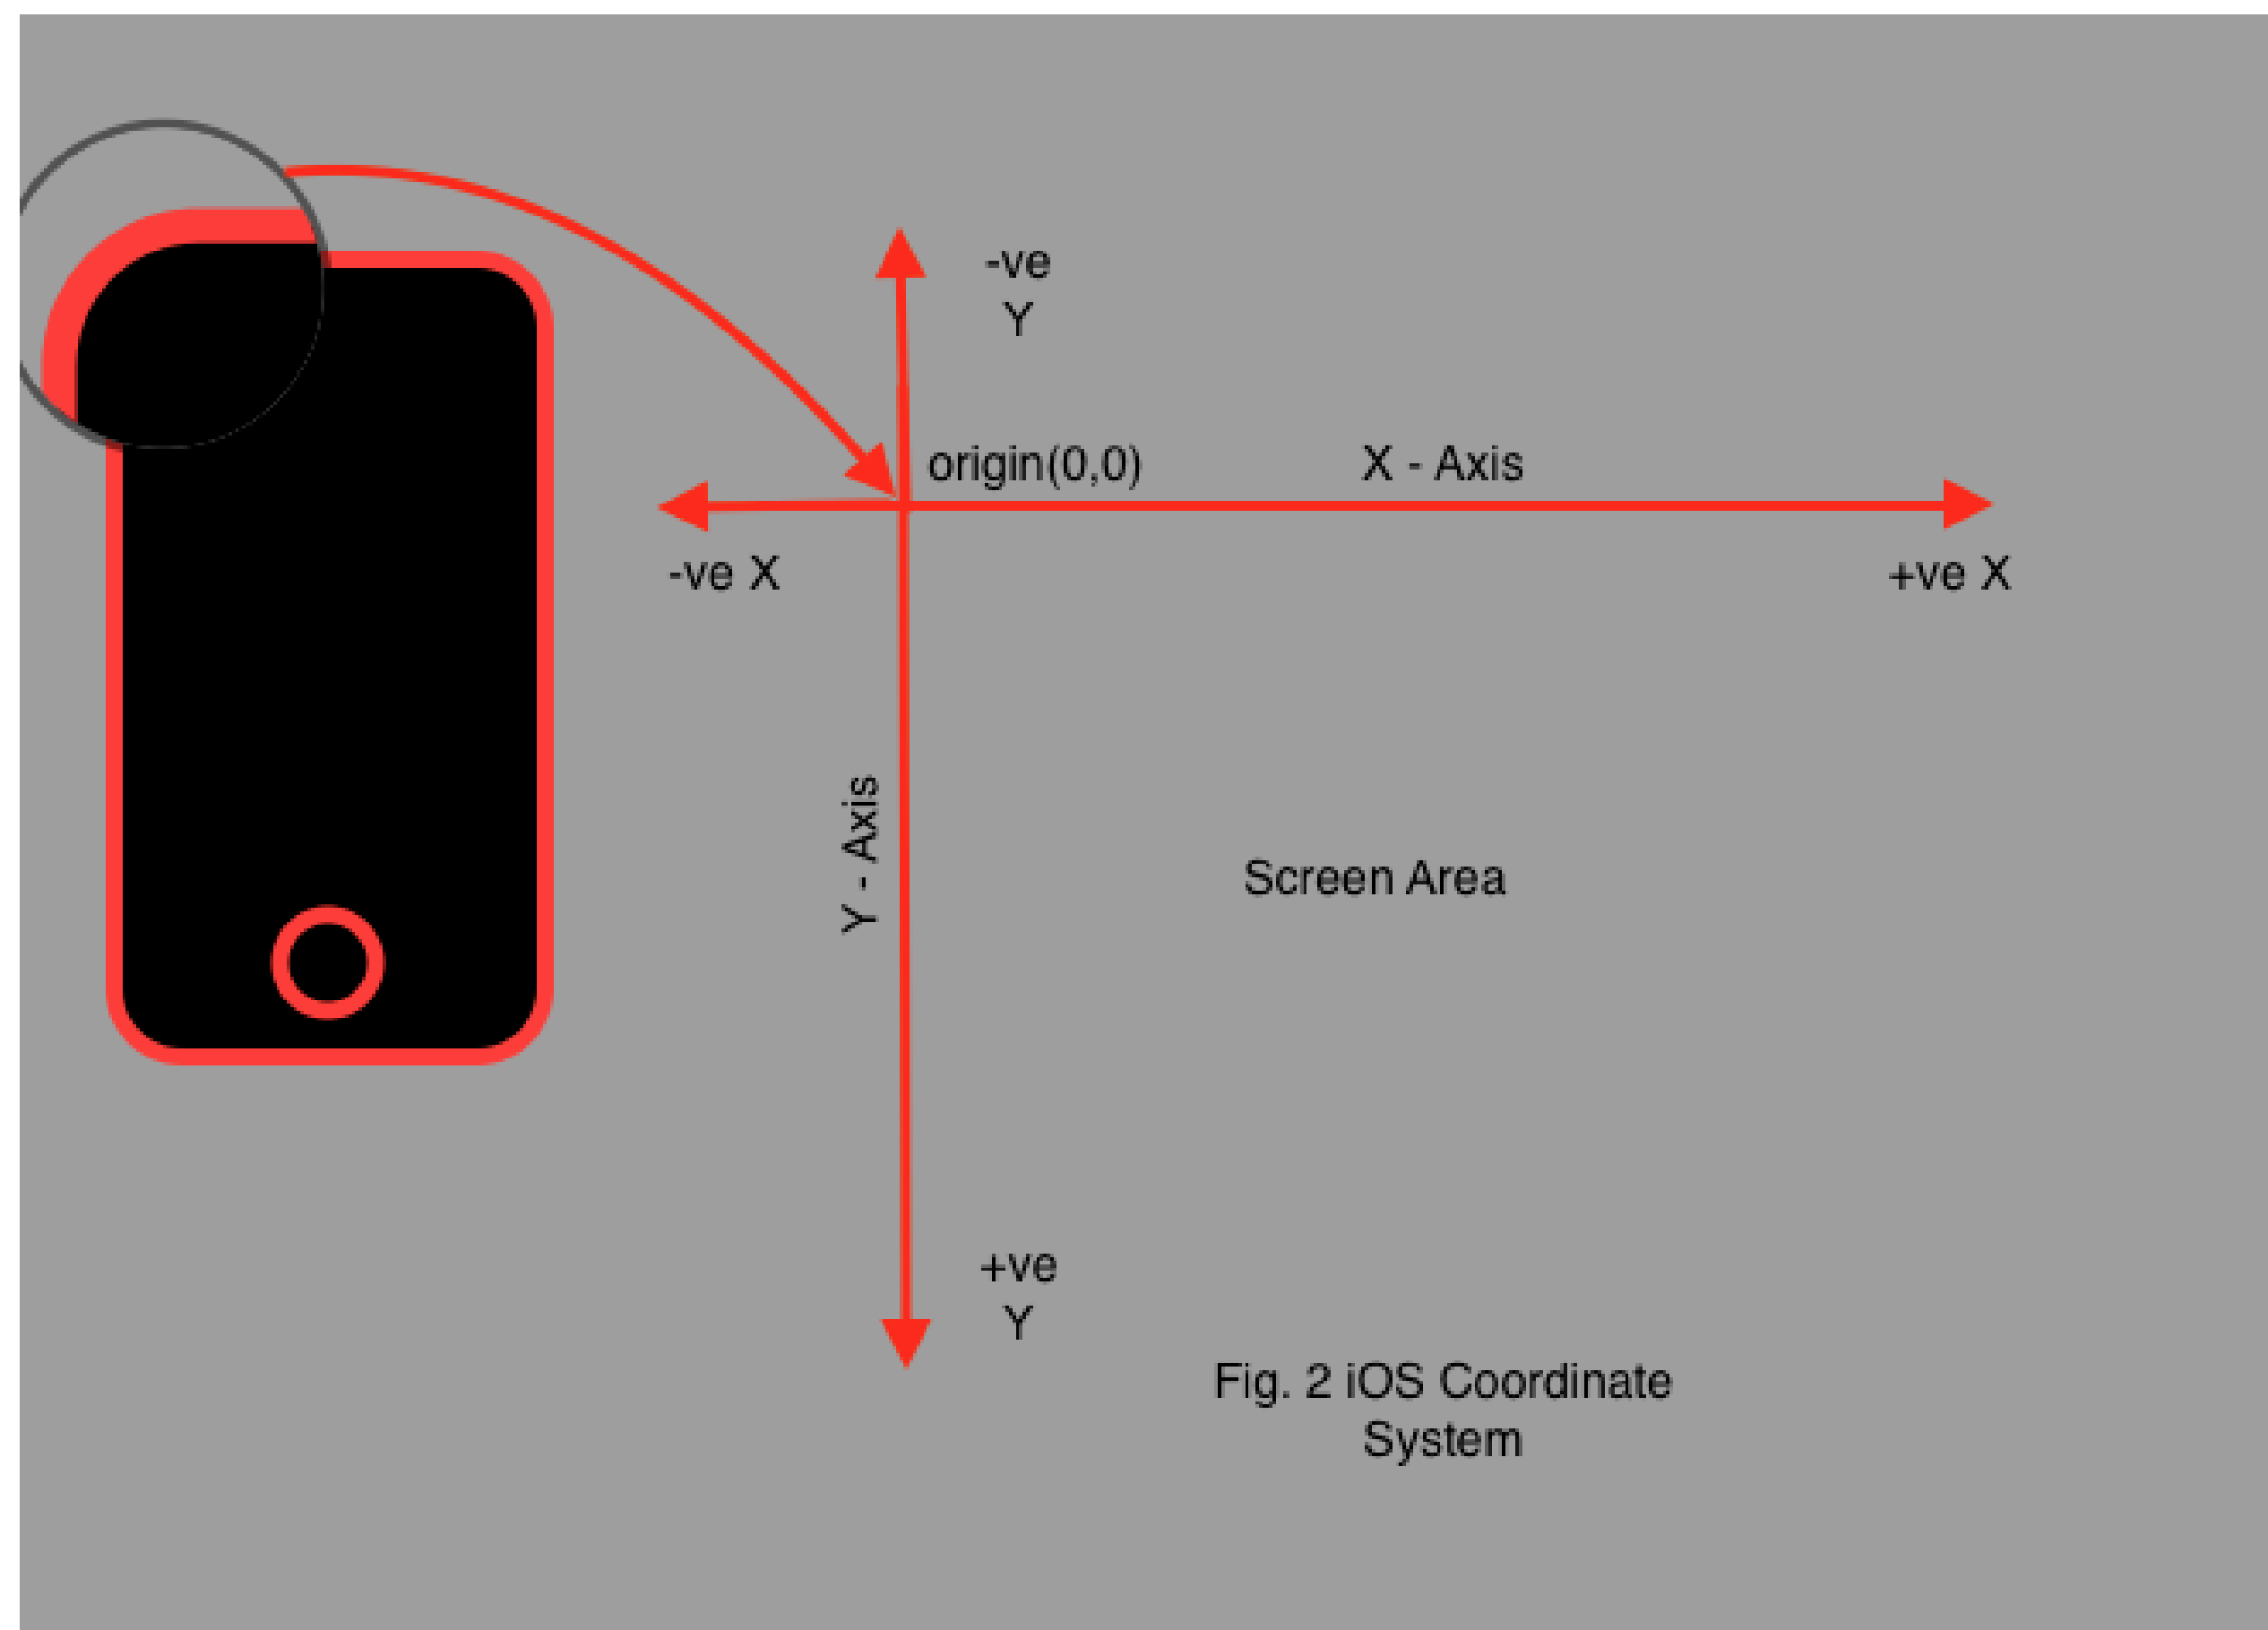 -ve
Y
origin(0,0)
X - Axis
-ve X
+ve X
Y - Axis
Screen Area
+ve
Y
Fig. 2 iOS Coordinate
System